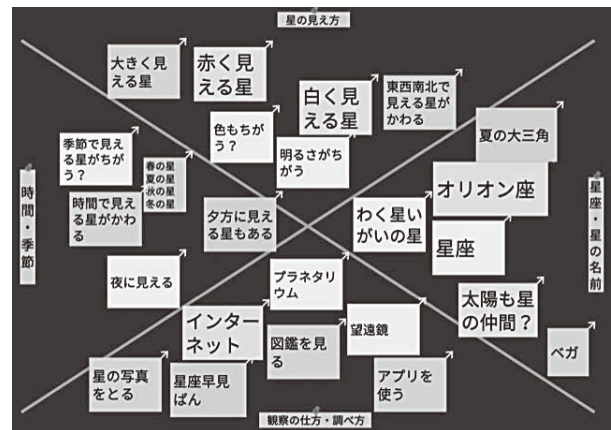 星の見え方
大きく見
える星
赤く見
える星
白く見
える星
東西南北で
見える星が
かわる
色もちが
う？
明るさがち
がう
夏の大三角
季節で見え
る星がちが
う？
春の星
夏の星
秋の星
冬の星
時間で見え
る星がかわ
る
夕方に見え
る星もある
時間・季節
わく星い
がいの星
オリオン座
星座
星座・星の名前
夜に見える
プラネタリ
ウム
太陽も星
の仲間？
インター
ネット
図鑑を見
る
望遠鏡
ベガ
星の写真
をとる
星座早見
ばん
アプリを
使う
観察の仕方・調べ方